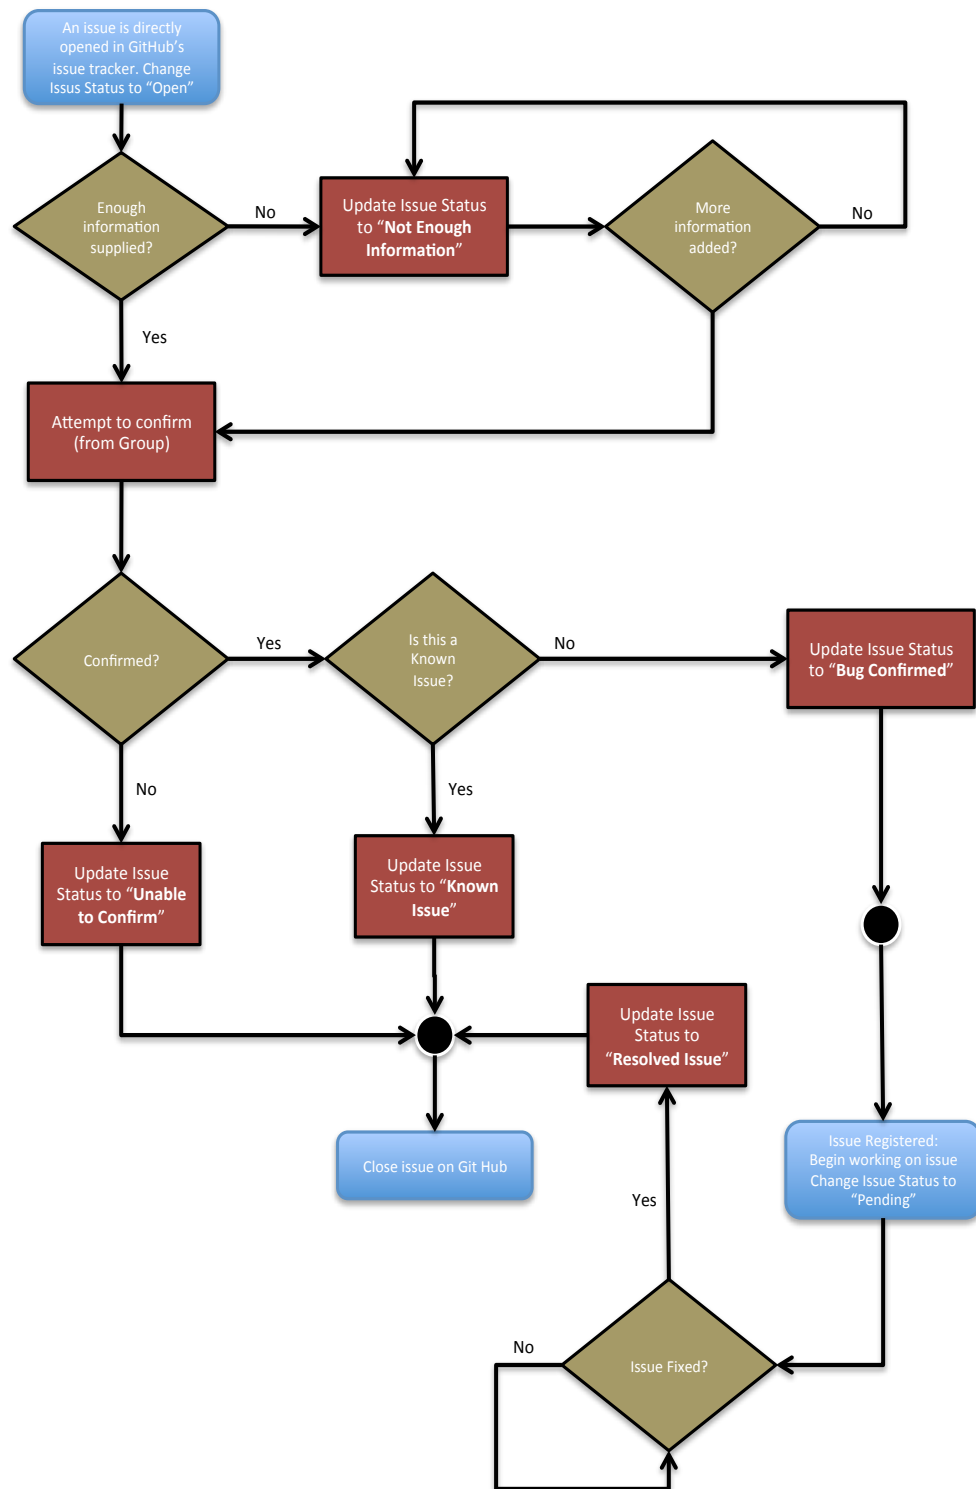 An issue is directly
opened in GitHub's
issue tracker. Change
Issus Status to "Open"
Enough
information
supplied?
No
Update Issue Status
to "Not Enough
Information"
More
information
added?
No
Yes
Attempt to confirm
(from Group)
Confirmed?
Yes
Is this a
Known
Issue?
No
Update Issue Status
to "Bug Confirmed"
No
Yes
Update Issue
Status to "Unable
to Confirm"
Update Issue
Status to "Known
Issue"
Update Issue
Status to
"Resolved Issue"
Close issue on Git Hub
Issue Registered:
Begin working on issue
Change Issue Status to
"Pending"
Yes
No
Issue Fixed?